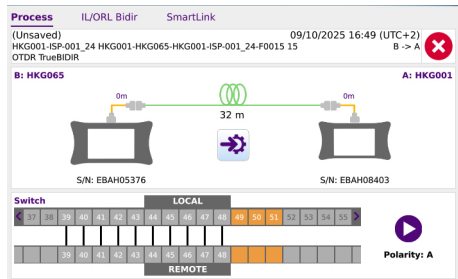 Process IL/ORL Bidir SmartLink
(Unsaved) 09/10/2025 16:49 (UTC+2)
HKG001-ISP-001_24 HKG001-HKG065-HKG001-ISP-001_24-F0015 15 B -> A
OTDR TrueBIDIR
B: HKG065 A: HKG001
0m 0m
32 m
S/N: EBAH05376 S/N: EBAH08403
Switch LOCAL
37 38 39 40 41 42 43 44 45 46 47 48 49 50 51 52 53 54 55
39 40 41 42 43 44 45 46 47 48
Polarity: A
REMOTE